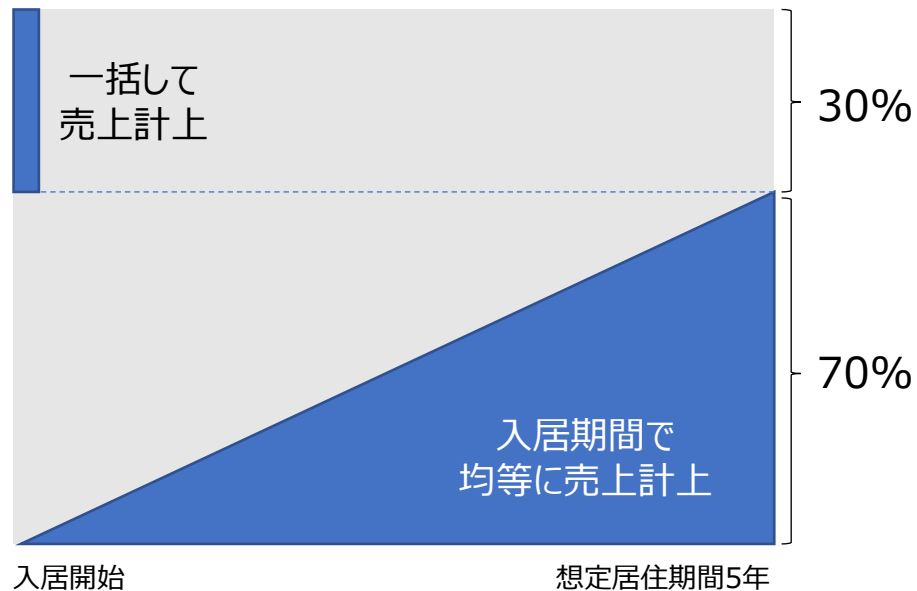 一括して
売上計上
30%
70%
入居期間で
均等に売上計上
入居開始
想定居住期間5年